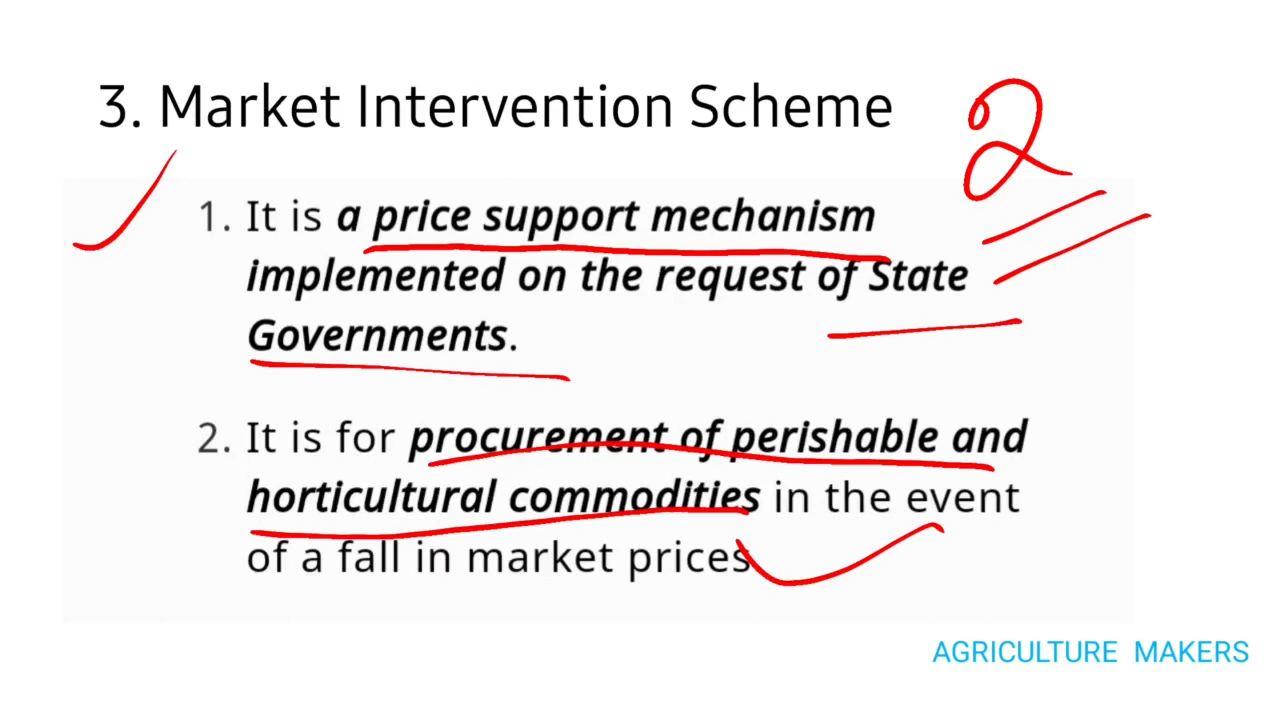 3. Market Intervention Scheme
2
1. It is a price support mechanism
implemented on the request of State
Governments.
2. It is for procurement of perishable and
horticultural commodities in the event
of a fall in market prices
AGRICULTURE MAKERS